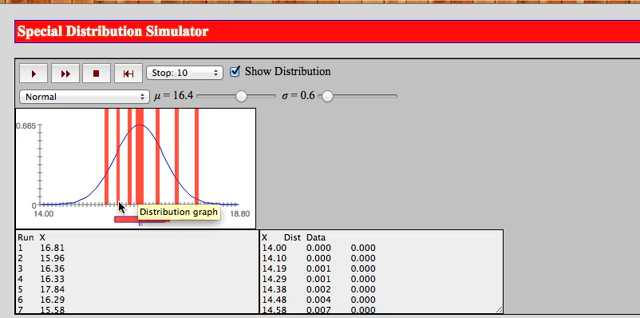 Special Distribution Simulator
Stop: 10
Show Distribution
Normal
μ = 16.4
σ = 0.6
0.665
0
14.00
18.80
Distribution graph
Run X
1 16.81
2 15.96
3 16.36
4 16.33
5 17.84
6 16.29
7 15.58
X Dist Data
14.00 0.000 0.000
14.10 0.000 0.000
14.19 0.001 0.000
14.29 0.001 0.000
14.38 0.002 0.000
14.48 0.004 0.000
14.58 0.007 0.000